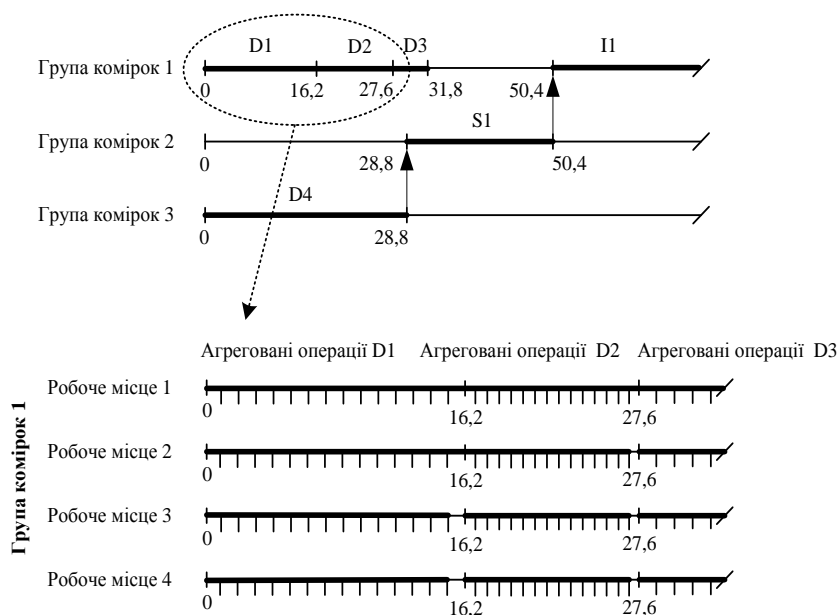 D1 D2 D3 I1
Група комірок 1
0 16,2 27,6 31,8 50,4
S1
Група комірок 2
0 28,8 50,4
D4
Група комірок 3
0 28,8
Агреговані операції D1 Агреговані операції D2 Агреговані операції D3
Група комірок 1
Робоче місце 1
0 16,2 27,6
Робоче місце 2
0 16,2 27,6
Робоче місце 3
0 16,2 27,6
Робоче місце 4
0 16,2 27,6